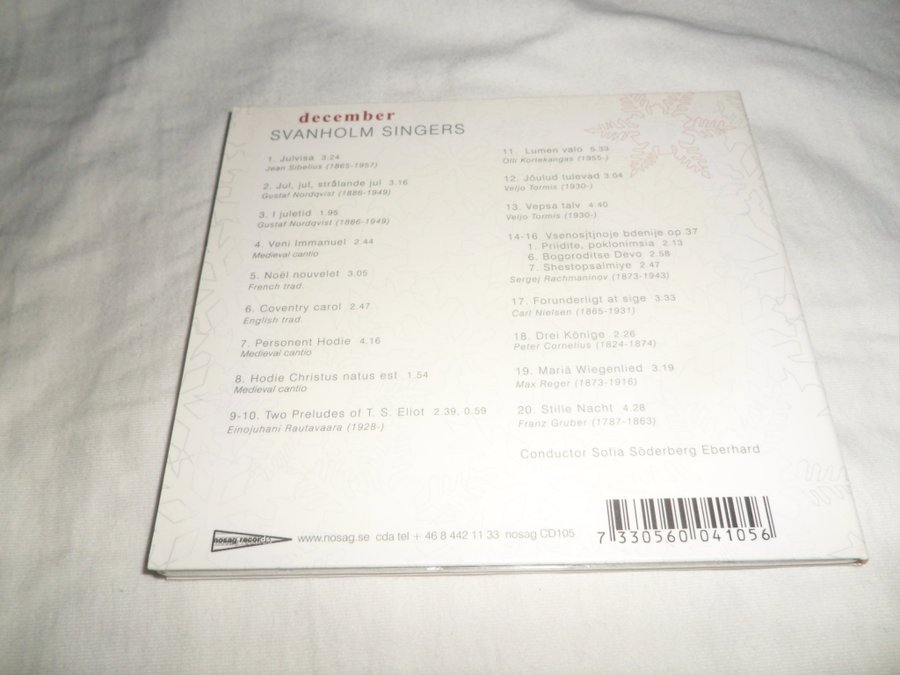 december
SVANHOLM SINGERS
1. Julvisa 3.24
Jean Sibelius (1865-1957)
2. Jul, jul, strålande jul 3.16
Gustaf Nordqvist (1886-1949)
3. I juletid 1.95
Gustaf Nordqvist (1886-1949)
4. Veni Immanuel 2.44
Medieval cantio
5. Noël nouvelet 3.05
French trad.
6. Coventry carol 2.47
English trad.
7. Personent Hodie 4.16
Medieval cantio
8. Hodie Christus natus est 1.54
Medieval cantio
9-10. Two Preludes of T. S. Eliot 2.39, 0.59
Einojuhani Rautavaara (1928-)
11 Lumen valo 5.33
Olli Kortekangas (1955-)
12. Jõulud tulevad 3.04
Veljo Tormis (1930-)
13. Vepsa talv 4.40
Veljo Tormis (1930-)
14-16 Vsenosjtjnoje bdenije op.37
1. Priidite, poklonimsia 2.13
6. Bogoroditse Devo 2.58
7. Shestopsalmiye 2.47
Sergej Rachmaninov (1873-1943)
17. Forunderligt at sige 3.33
Carl Nielsen (1865-1931)
18. Drei Könige 2.26
Peter Cornelius (1824-1874)
19. Mariä Wiegenlied 3.19
Max Reger (1873-1916)
20. Stille Nacht 4.28
Franz Gruber (1787-1863)
Conductor Sofia Söderberg Eberhard
nosag records
www.nosag.se cda tel + 46 8 442 11 33 nosag CD105
7 330560 041056